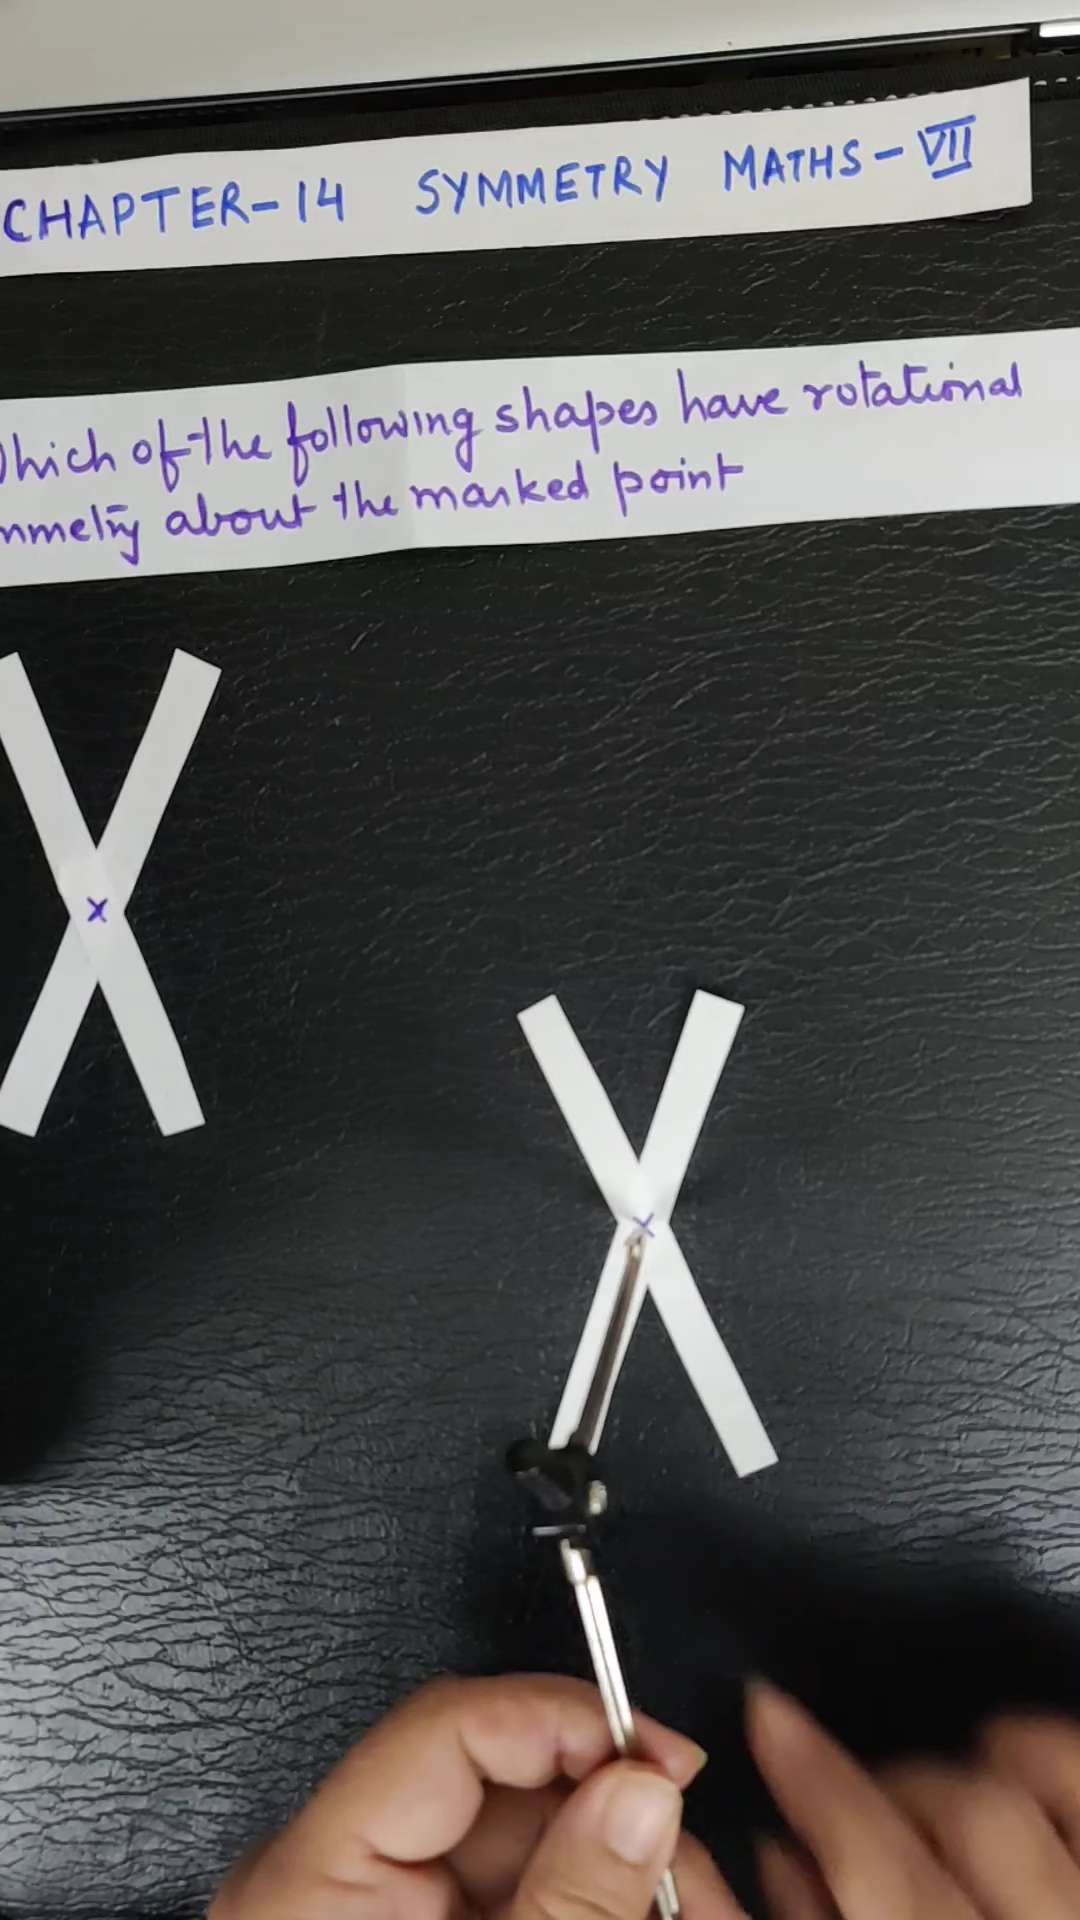 CHAPTER-14 SYMMETRY MATHS-VII
hich of the following shapes have rotational
mmetry about the marked point
x
x